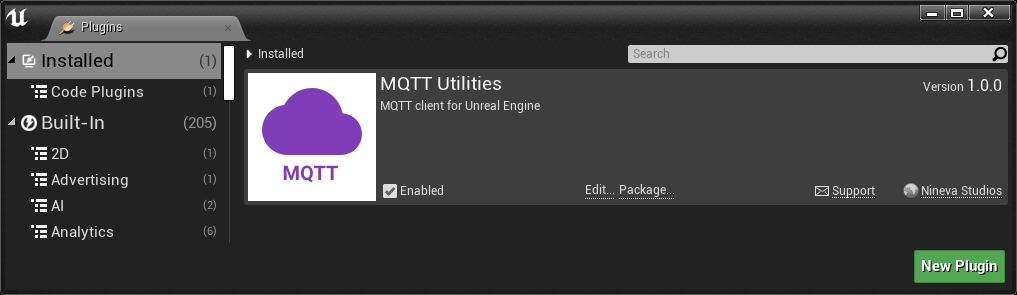 Plugins
Installed (1)
Code Plugins (1)
Built-In (205)
2D (1)
Advertising (1)
AI (2)
Analytics (6)
Installed
Search
MQTT
MQTT Utilities
Version 1.0.0
MQTT client for Unreal Engine
Enabled
Edit... Package...
Support
Nineva Studios
New Plugin